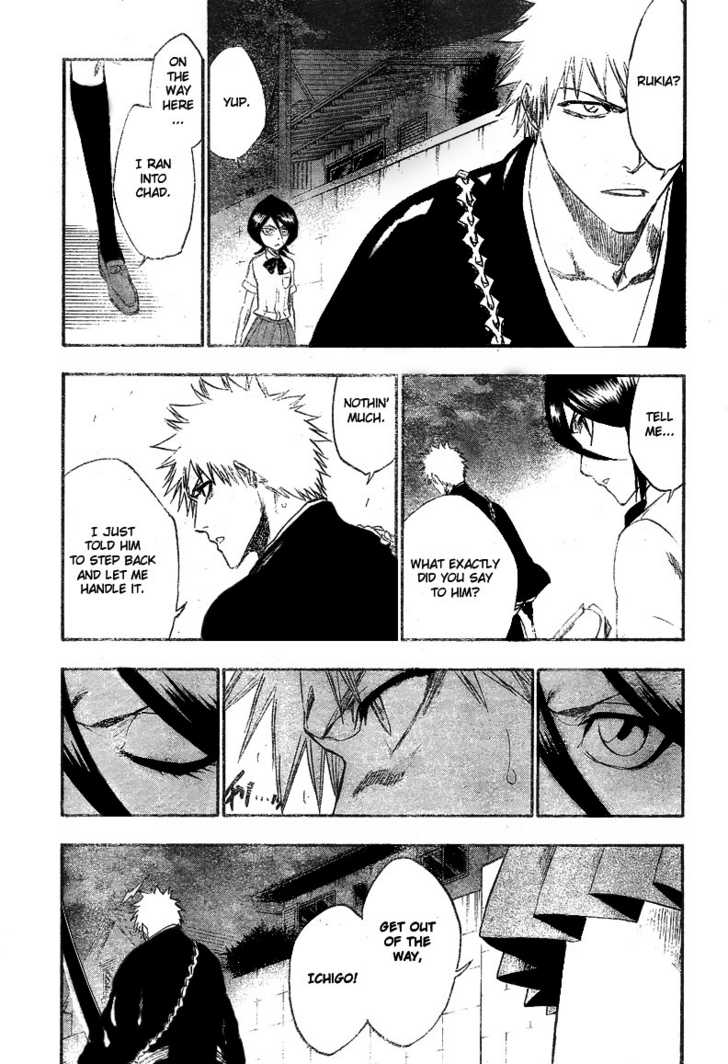 RUKIA?
YUP.
ON
THE
WAY
HERE
...
I RAN
INTO
CHAD.
TELL
ME...
WHAT EXACTLY
DID YOU SAY
TO HIM?
NOTHIN'
MUCH.
I JUST
TOLD HIM
TO STEP BACK
AND LET ME
HANDLE IT.
GET OUT
OF THE
WAY,
ICHIGO!